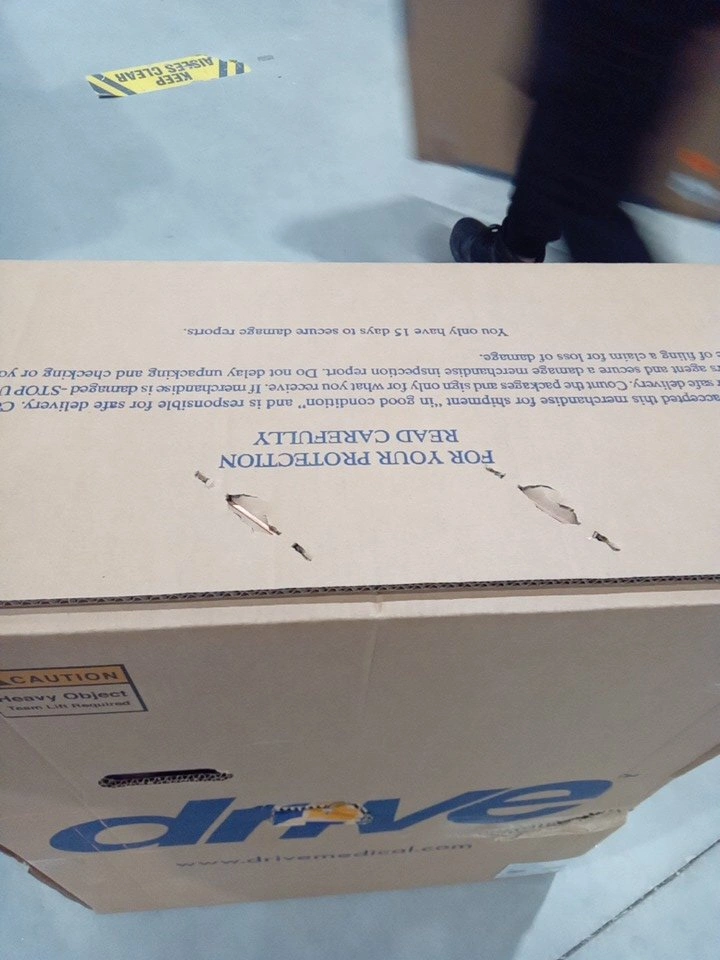 KEEP
AISLES CLEAR
FOR YOUR PROTECTION
READ CAREFULLY
accepted this merchandise for shipment "in good condition" and is responsible for safe delivery.
safe delivery. Count the packages and sign only for what you receive. If merchandise is damaged -STOP
agent and secure a damage merchandise inspection report. Do not delay unpacking and checking or
of filing a claim for loss of damage.
You only have 15 days to secure damage reports.
CAUTION
Heavy Object
Team Lift Required
drive
www.drivemedical.com